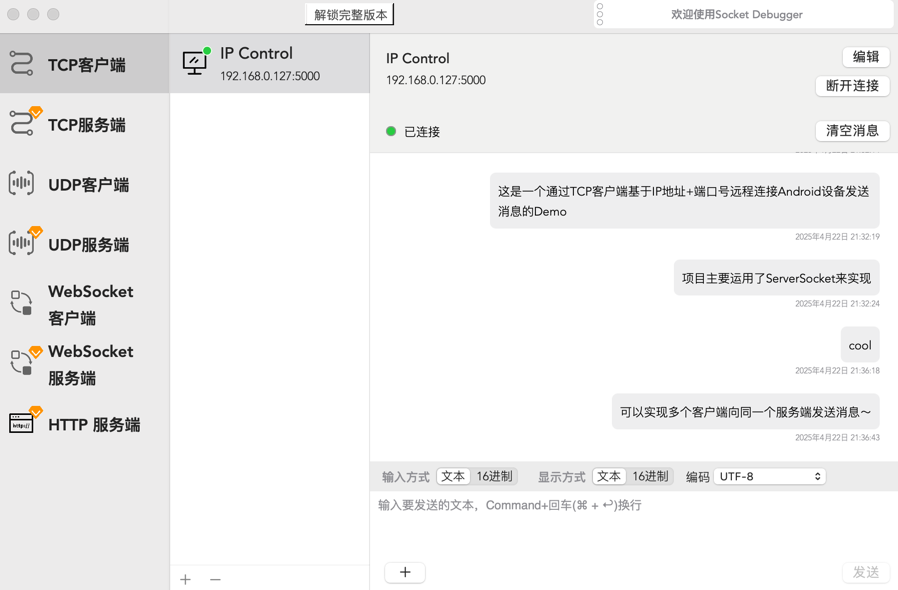 解锁完整版本
欢迎使用Socket Debugger
TCP客户端
TCP服务端
UDP客户端
UDP服务端
WebSocket
客户端
WebSocket
服务端
http://
HTTP 服务端
IP Control
192.168.0.127:5000
IP Control
192.168.0.127:5000
已连接
编辑
断开连接
清空消息
这是一个通过TCP客户端基于IP地址+端口号远程连接Android设备发送
消息的Demo
2025年4月22日 21:32:19
项目主要运用了ServerSocket来实现
2025年4月22日 21:32:24
cool
2025年4月22日 21:36:18
可以实现多个客户端向同一个服务端发送消息～
2025年4月22日 21:36:43
输入方式 文本 16进制 显示方式 文本 16进制 编码 UTF-8
输入要发送的文本，Command+回车(⌘ + ↩)换行
发送